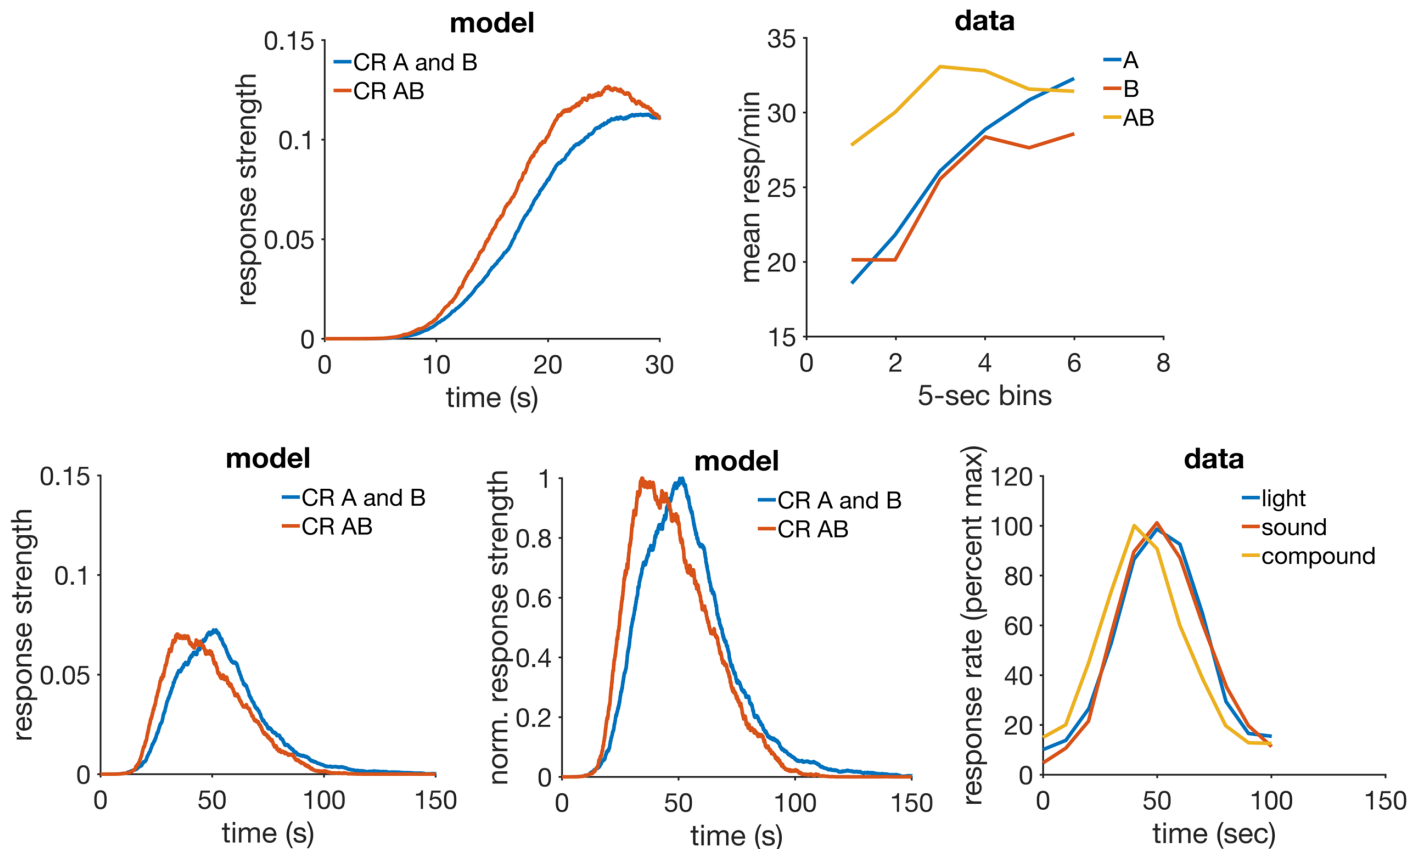 model
0.15
0.1
0.05
0
response strength
CR A and B
CR AB
0 10 20 30
time (s)
data
35
30
25
20
15
mean resp/min
A
B
AB
0 2 4 6 8
5-sec bins
model
0.15
0.1
0.05
0
response strength
CR A and B
CR AB
0 50 100 150
time (s)
model
1
0.8
0.6
0.4
0.2
0
norm. response strength
CR A and B
CR AB
0 50 100 150
time (s)
data
120
100
80
60
40
20
0
response rate (percent max)
light
sound
compound
0 50 100 150
time (sec)